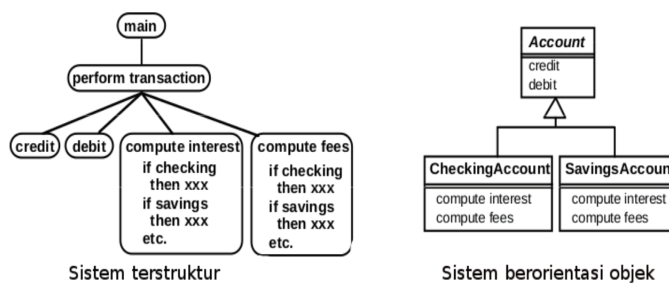 main
perform transaction
credit
debit
compute interest
if checking
then xxx
if savings
then xxx
etc.
compute fees
if checking
then xxx
if savings
then xxx
etc.
Sistem terstruktur
Account
credit
debit
CheckingAccount
compute interest
compute fees
SavingsAccoun
compute interest
compute fees
Sistem berorientasi objek